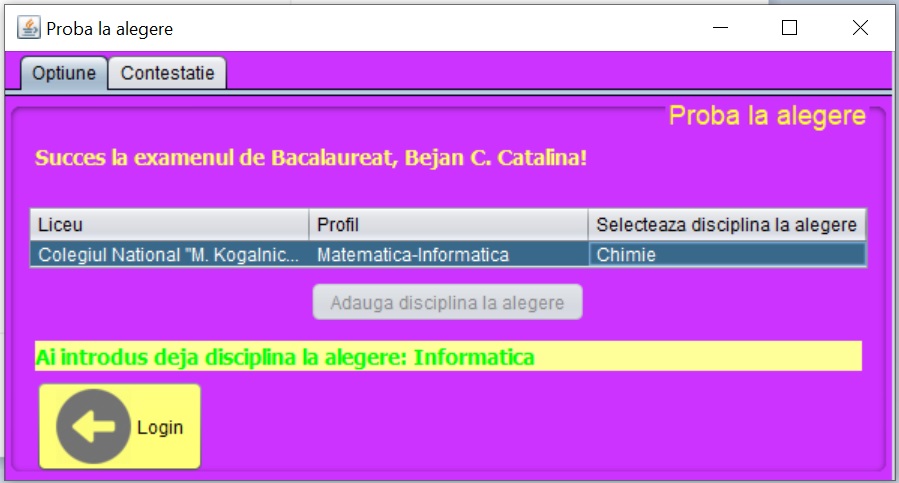 Proba la alegere
Optiune Contestatie
Proba la alegere
Succes la examenul de Bacalaureat, Bejan C. Catalina!
Liceu Profil Selecteaza disciplina la alegere
Colegiul National "M. Kogalnic... Matematica-Informatica Chimie
Adauga disciplina la alegere
Ai introdus deja disciplina la alegere: Informatica
Login